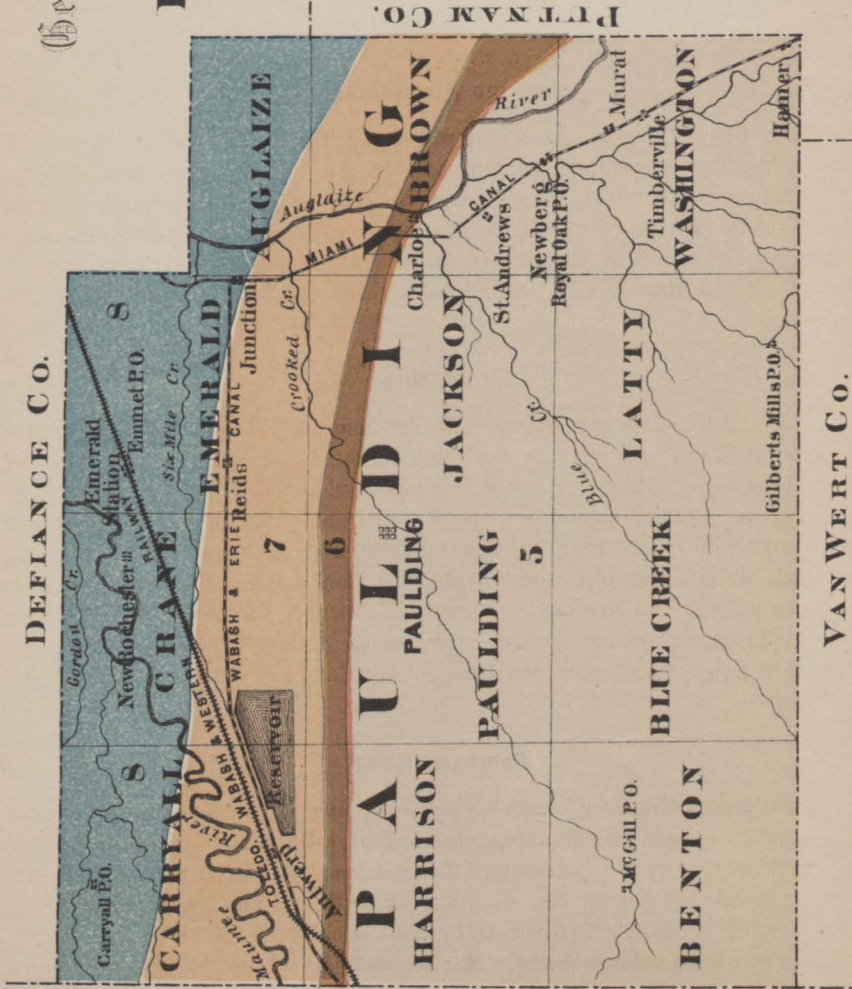 PUTNAM CO.
DEFIANCE CO.
VAN WERT CO.
PAULDING
CARRYALL
CRANE
EMERALD
AUGLAIZE
BROWN
HARRISON
PAULDING
JACKSON
WASHINGTON
BENTON
BLUE CREEK
LATTY
Carryall P.O.
8
New Rochester
Gordon Cr.
Emerald
Station
Emmet P.O.
8
Six Mile Cr.
Maumee River
TOLEDO, WABASH & WESTERN RAILWAY
WABASH & ERIE CANAL
Reservoir
Antwerp
Reids
Junction
7
6
5
Crooked Cr.
MIAMI CANAL
Auglaize River
PAULDING
Charloe
St. Andrews
Newberg
Royal Oak P.O.
Murat
Timberville
Hamer
Blue Cr.
Gilberts Mills P.O.
McGill P.O.